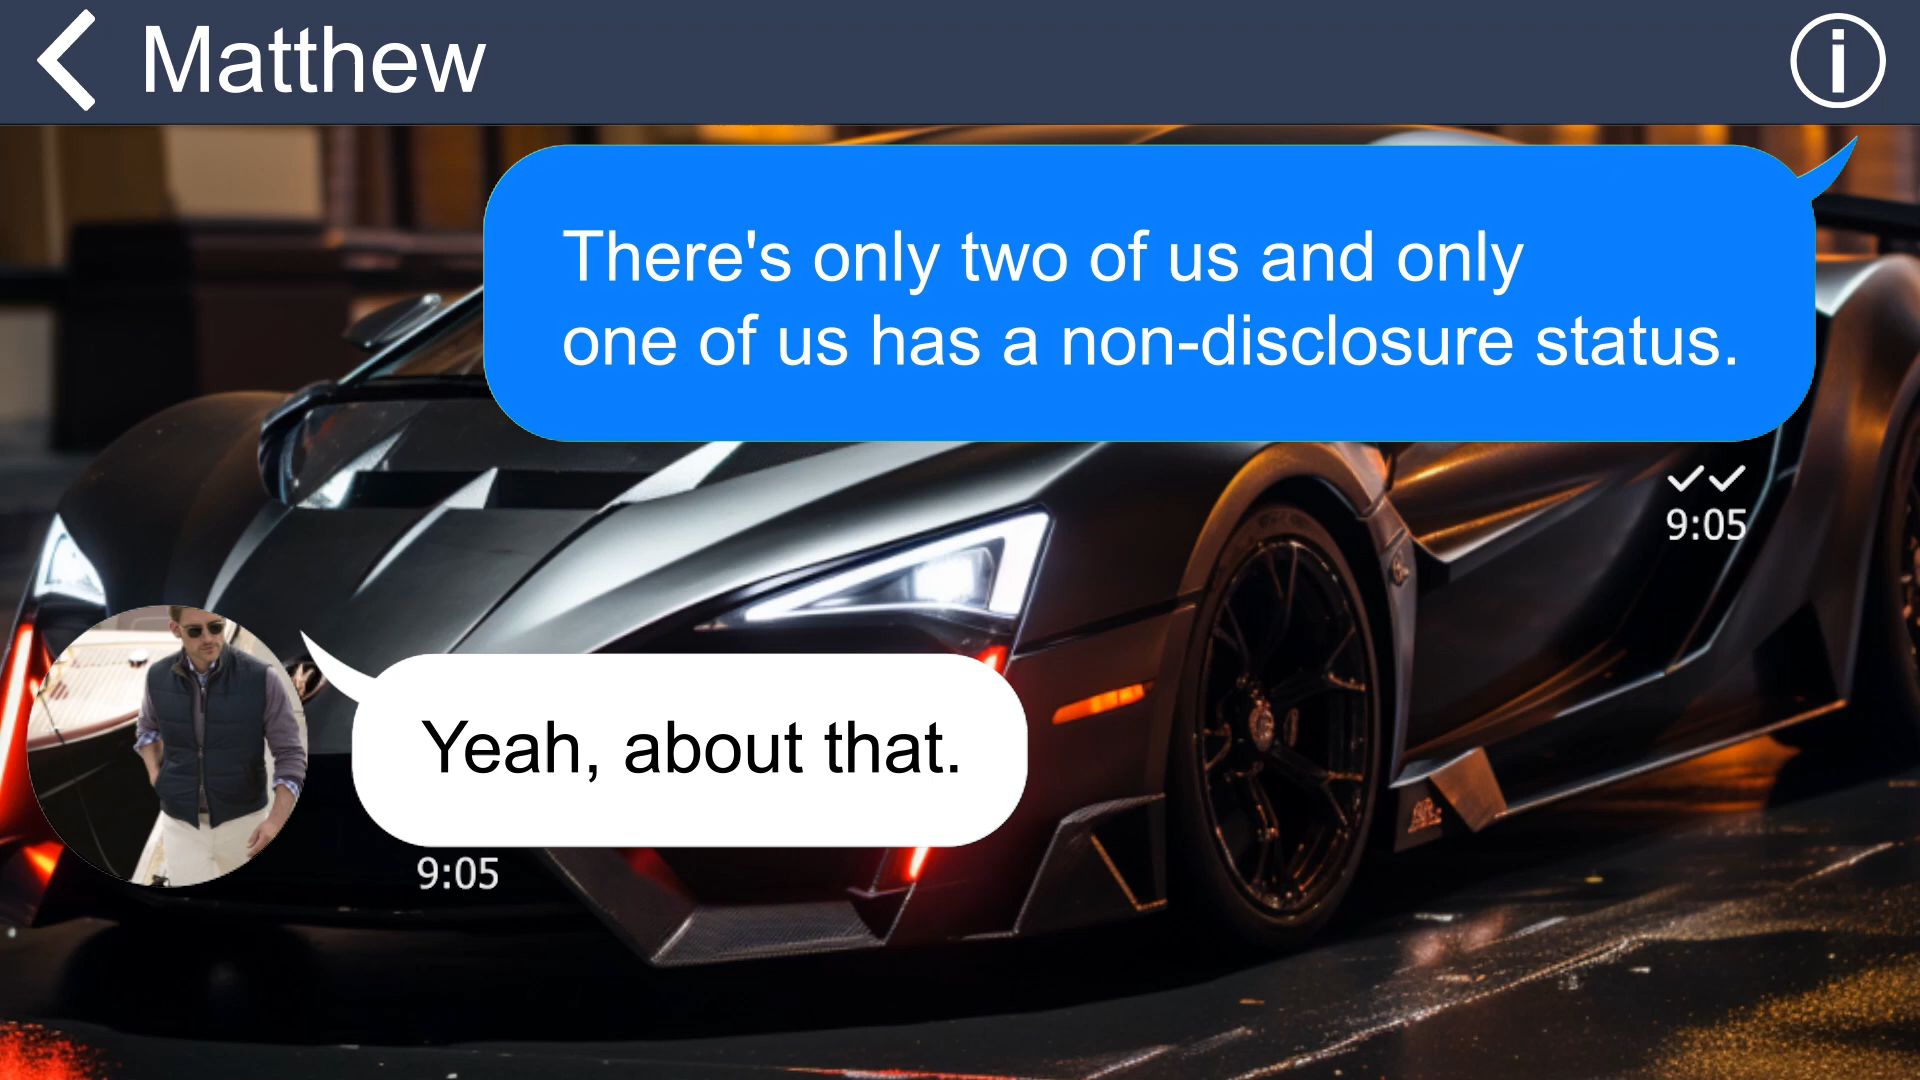 Matthew
There's only two of us and only
one of us has a non-disclosure status.
9:05
Yeah, about that.
9:05